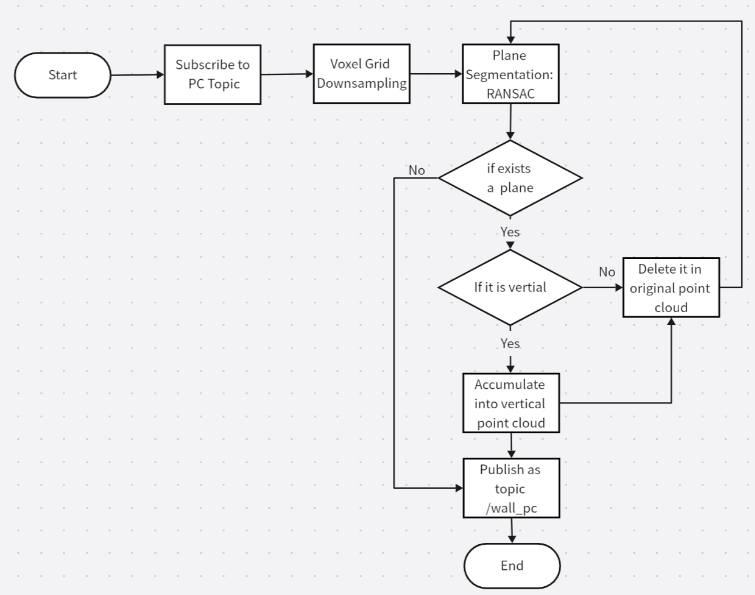 Start
Subscribe to
PC Topic
Voxel Grid
Downsampling
Plane
Segmentation:
RANSAC
if exists
a plane
No
Yes
If it is vertial
No
Delete it in
original point
cloud
Yes
Accumulate
into vertical
point cloud
Publish as
topic
/wall_pc
End